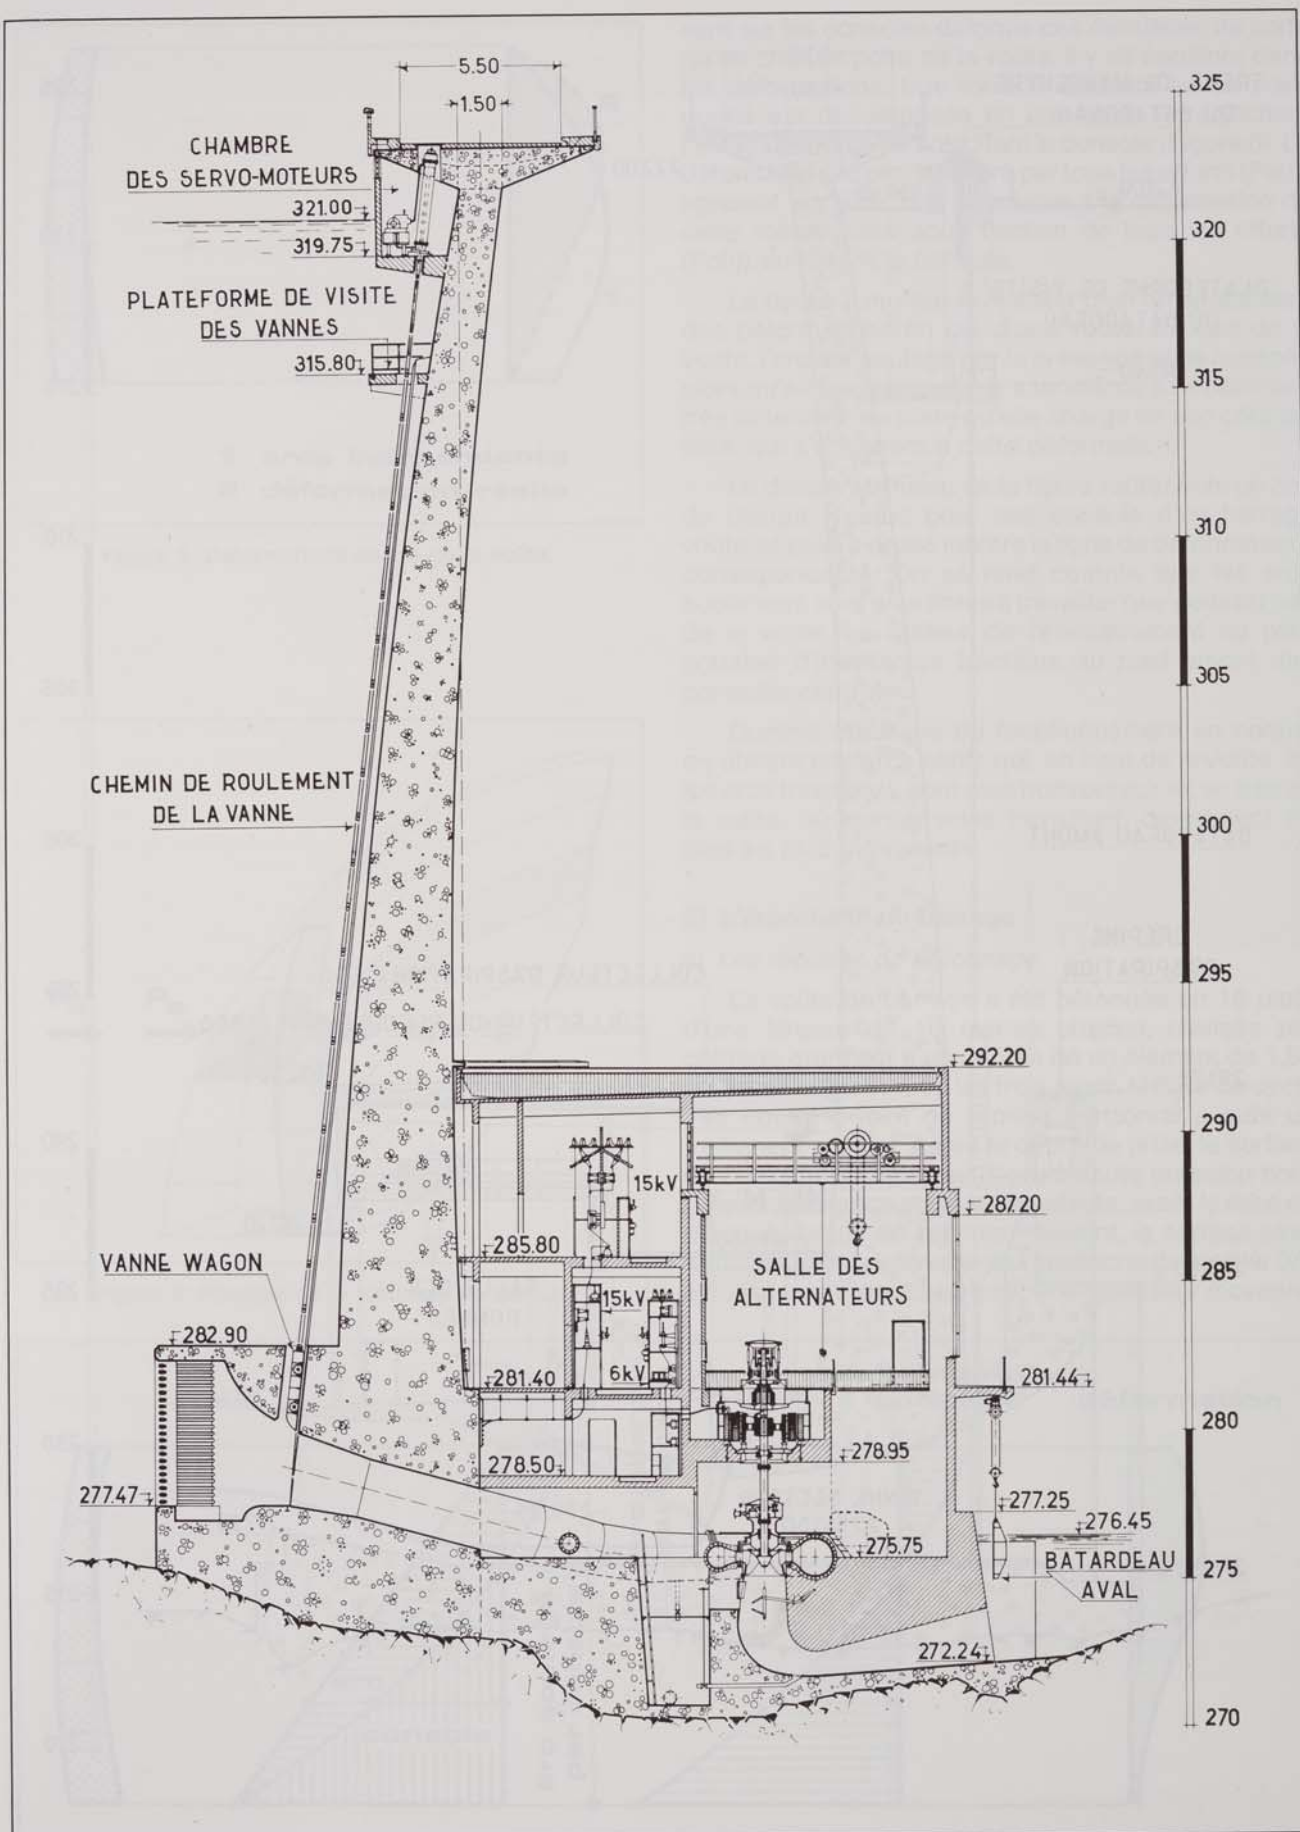 5.50
1.50
325
CHAMBRE
DES SERVO-MOTEURS
321.00
320
319.75
PLATEFORME DE VISITE
DES VANNES
315.80
315
310
305
CHEMIN DE ROULEMENT
DE LA VANNE
300
295
292.20
290
15kV
287.20
285.80
VANNE WAGON
SALLE DES
ALTERNATEURS
285
15kV
282.90
6kV
281.40
281.44
280
278.95
278.50
277.47
277.25
276.45
275.75
BATARDEAU
AVAL
275
272.24
270